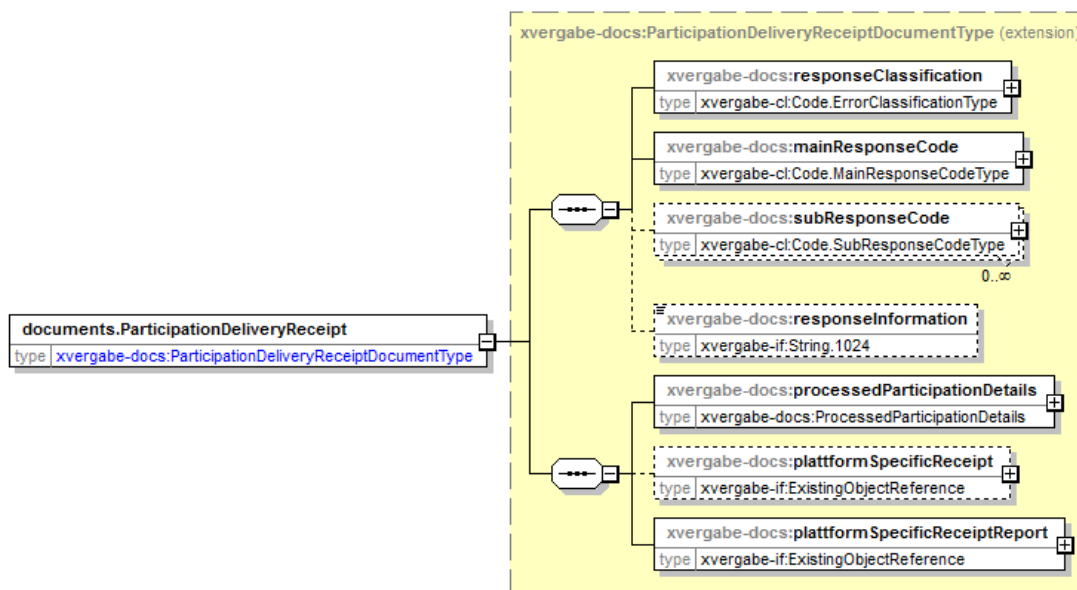 xvergabe-docs:ParticipationDeliveryReceiptDocumentType (extension)
xvergabe-docs:responseClassification
type xvergabe-cl:Code.ErrorClassificationType
xvergabe-docs:mainResponseCode
type xvergabe-cl:Code.MainResponseCodeType
xvergabe-docs:subResponseCode
type xvergabe-cl:Code.SubResponseCodeType
0..∞
documents.ParticipationDeliveryReceipt
type xvergabe-docs:ParticipationDeliveryReceiptDocumentType
xvergabe-docs:responseInformation
type xvergabe-if:String.1024
xvergabe-docs:processedParticipationDetails
type xvergabe-docs:ProcessedParticipationDetails
xvergabe-docs:plattformSpecificReceipt
type xvergabe-if:ExistingObjectReference
xvergabe-docs:plattformSpecificReceiptReport
type xvergabe-if:ExistingObjectReference